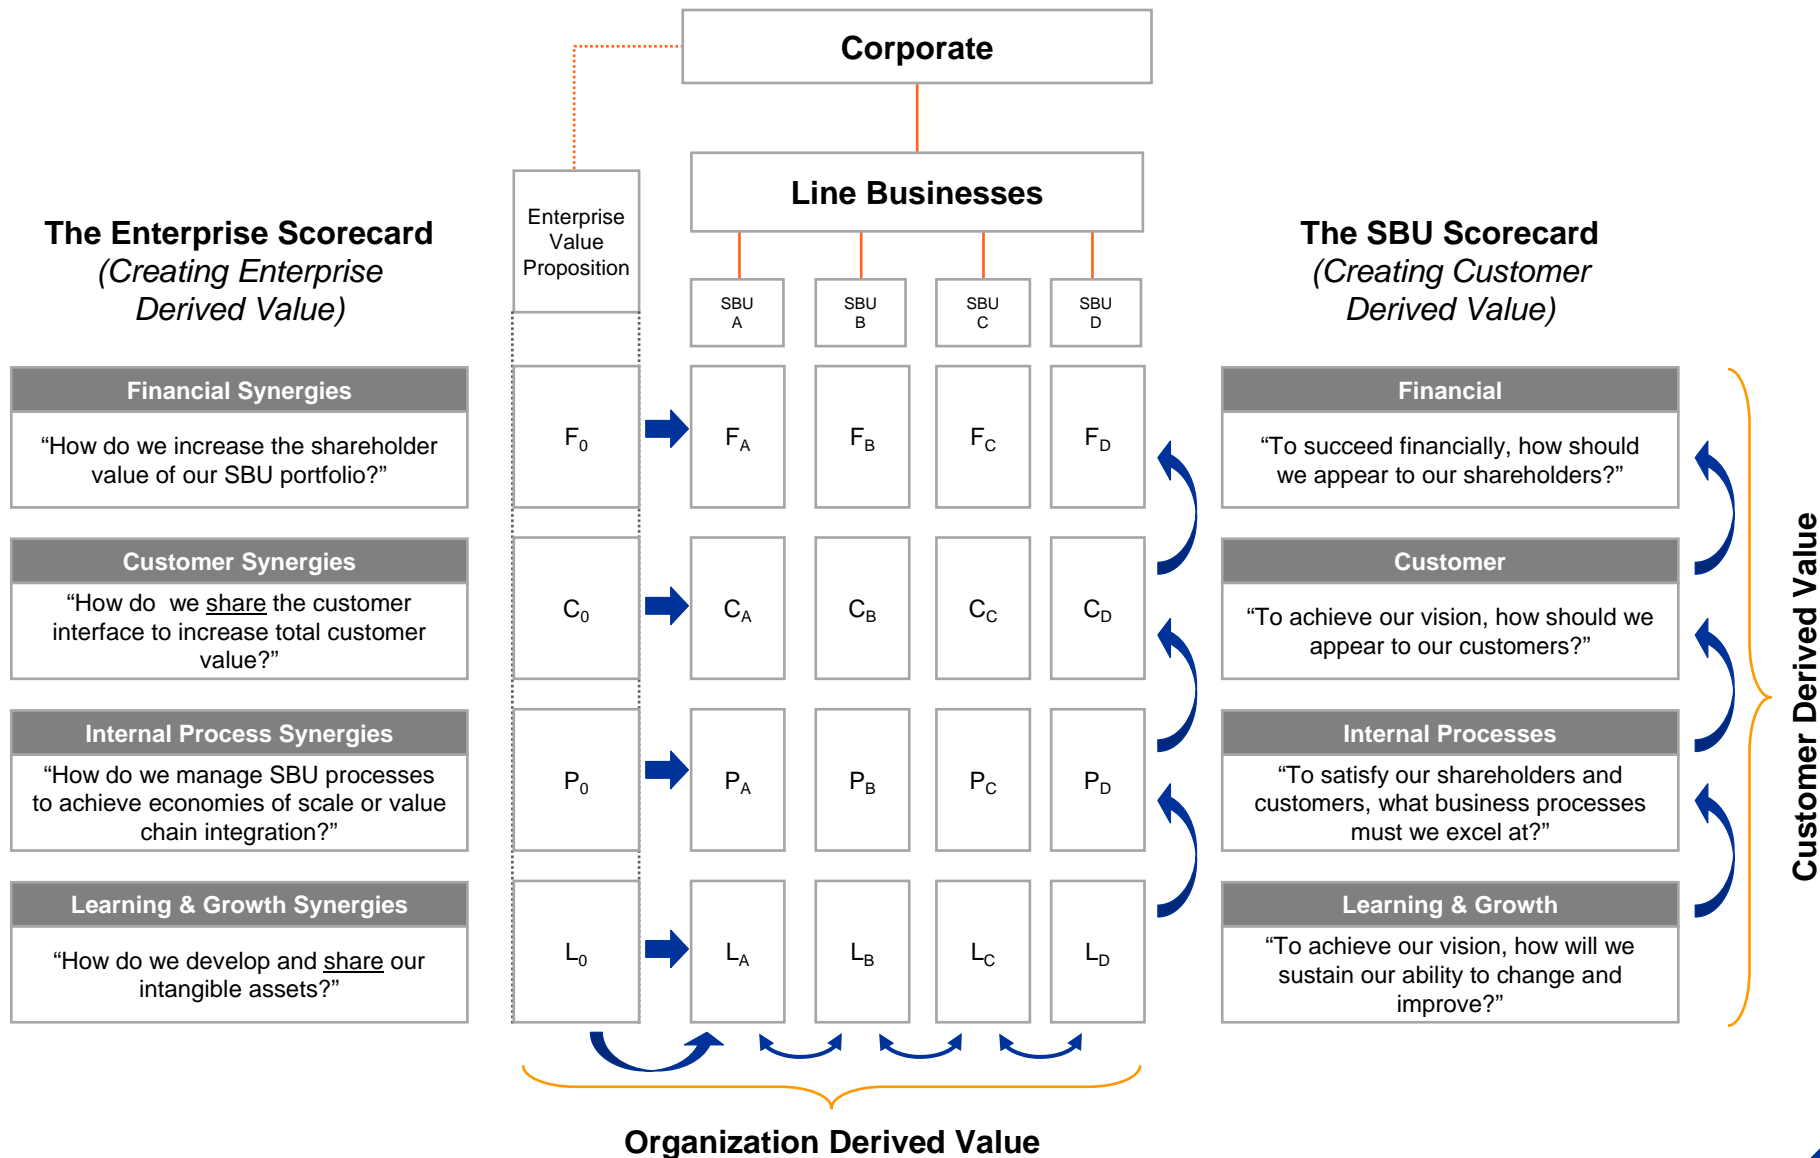 Corporate
Line Businesses
Enterprise
Value
Proposition
SBU
A
SBU
B
SBU
C
SBU
D
The Enterprise Scorecard
(Creating Enterprise
Derived Value)
Financial Synergies
“How do we increase the shareholder
value of our SBU portfolio?”
Customer Synergies
“How do  we share the customer
interface to increase total customer
value?”
Internal Process Synergies
“How do we manage SBU processes
to achieve economies of scale or value
chain integration?”
Learning & Growth Synergies
“How do we develop and share our
intangible assets?”
F0 FA FB FC FD
C0 CA CB CC CD
P0 PA PB PC PD
L0 LA LB LC LD
The SBU Scorecard
(Creating Customer
Derived Value)
Financial
“To succeed financially, how should
we appear to our shareholders?”
Customer
“To achieve our vision, how should we
appear to our customers?”
Internal Processes
“To satisfy our shareholders and
customers, what business processes
must we excel at?”
Learning & Growth
“To achieve our vision, how will we
sustain our ability to change and
improve?”
Customer Derived Value
Organization Derived Value